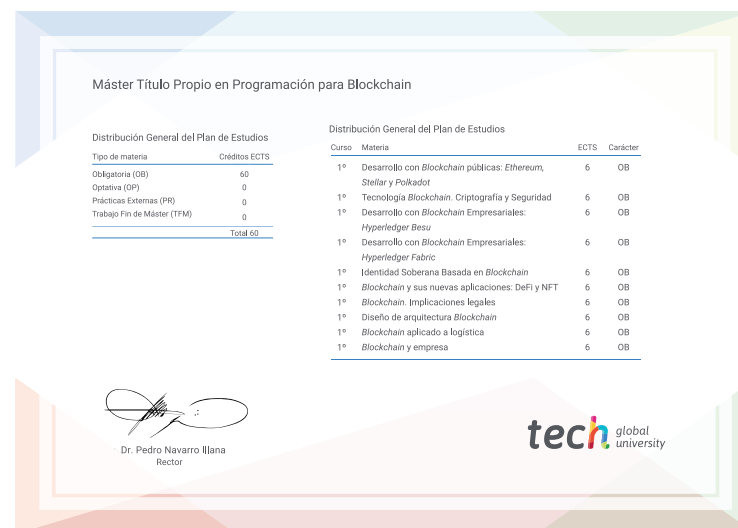 Máster Título Propio en Programación para Blockchain
Distribución General del Plan de Estudios
Tipo de materia Créditos ECTS
Obligatoria (OB) 60
Optativa (OP) 0
Prácticas Externas (PR) 0
Trabajo Fin de Máster (TFM) 0
Total 60
Distribución General del Plan de Estudios
Curso Materia ECTS Carácter
1º Desarrollo con Blockchain públicas: Ethereum, 6 OB
Stellar y Polkadot
1º Tecnología Blockchain. Criptografía y Seguridad 6 OB
1º Desarrollo con Blockchain Empresariales: 6 OB
Hyperledger Besu
1º Desarrollo con Blockchain Empresariales: 6 OB
Hyperledger Fabric
1º Identidad Soberana Basada en Blockchain 6 OB
1º Blockchain y sus nuevas aplicaciones: DeFi y NFT 6 OB
1º Blockchain. Implicaciones legales 6 OB
1º Diseño de arquitectura Blockchain 6 OB
1º Blockchain aplicado a logística 6 OB
1º Blockchain y empresa 6 OB
Dr. Pedro Navarro Illana
Rector
tech global
university